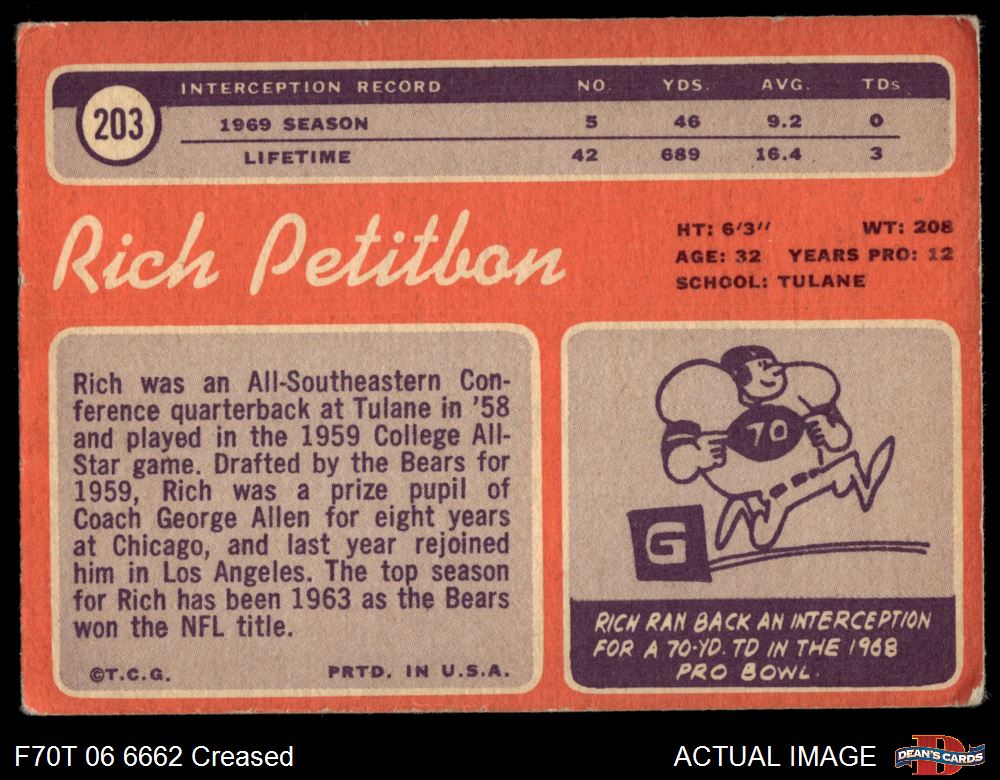 INTERCEPTION RECORD NO. YDS. AVG. TDs
203
1969 SEASON 5 46 9.2 0
LIFETIME 42 689 16.4 3
Rich Petitbon
HT: 6'3'' WT: 208
AGE: 32 YEARS PRO: 12
SCHOOL: TULANE
Rich was an All-Southeastern Con-
ference quarterback at Tulane in '58
and played in the 1959 College All-
Star game. Drafted by the Bears for
1959, Rich was a prize pupil of
Coach George Allen for eight years
at Chicago, and last year rejoined
him in Los Angeles. The top season
for Rich has been 1963 as the Bears
won the NFL title.
©T.C.G. PRTD. IN U.S.A.
70
G
RICH RAN BACK AN INTERCEPTION
FOR A 70-YD. TD IN THE 1968
PRO BOWL.
F70T 06 6662 Creased
ACTUAL IMAGE
D
DEAN'S CARDS